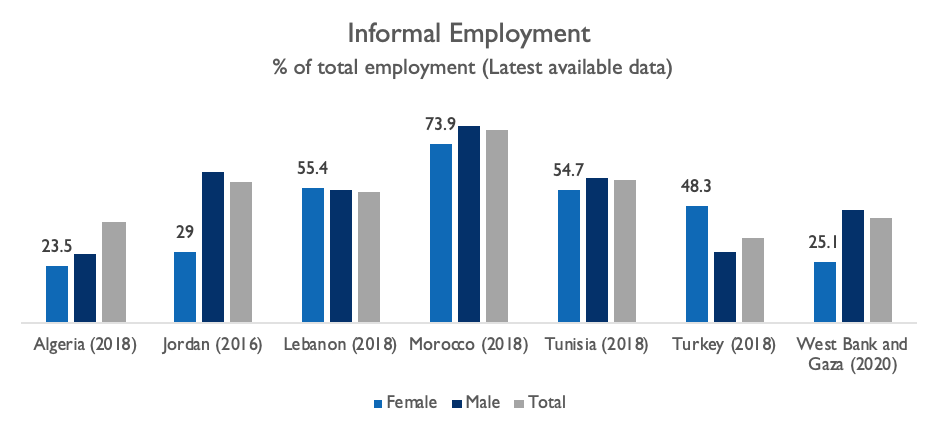 Informal Employment
% of total employment (Latest available data)
23.5
29
55.4
73.9
54.7
48.3
25.1
Algeria (2018)
Jordan (2016)
Lebanon (2018)
Morocco (2018)
Tunisia (2018)
Turkey (2018)
West Bank and
Gaza (2020)
Female
Male
Total